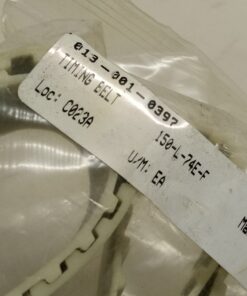 013-001-0397
TIMING BELT
150-L-74E-F
LOC: C023A
U/M: EA